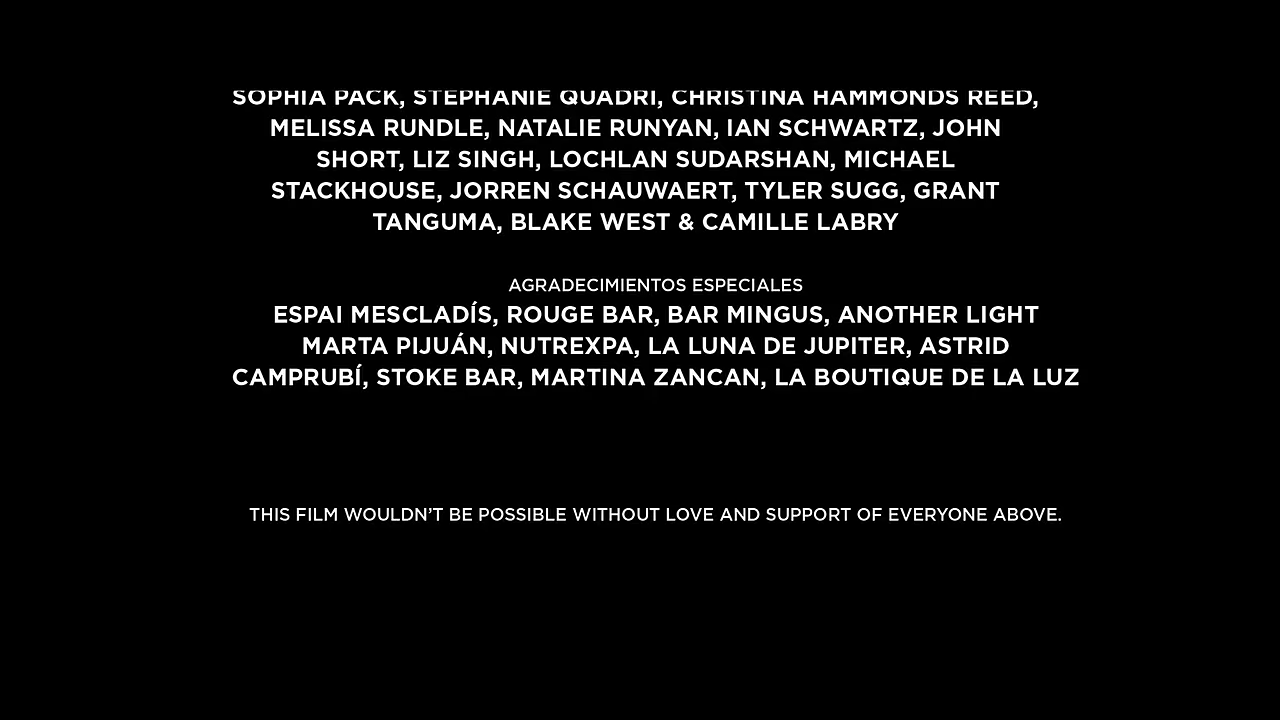 SOPHIA PACK, STEPHANIE QUADRI, CHRISTINA HAMMONDS REED,
MELISSA RUNDLE, NATALIE RUNYAN, IAN SCHWARTZ, JOHN
SHORT, LIZ SINGH, LOCHLAN SUDARSHAN, MICHAEL
STACKHOUSE, JORREN SCHAUWAERT, TYLER SUGG, GRANT
TANGUMA, BLAKE WEST & CAMILLE LABRY
AGRADECIMIENTOS ESPECIALES
ESPAI MESCLADÍS, ROUGE BAR, BAR MINGUS, ANOTHER LIGHT
MARTA PIJUÁN, NUTREXPA, LA LUNA DE JUPITER, ASTRID
CAMPRUBÍ, STOKE BAR, MARTINA ZANCAN, LA BOUTIQUE DE LA LUZ
THIS FILM WOULDN'T BE POSSIBLE WITHOUT LOVE AND SUPPORT OF EVERYONE ABOVE.